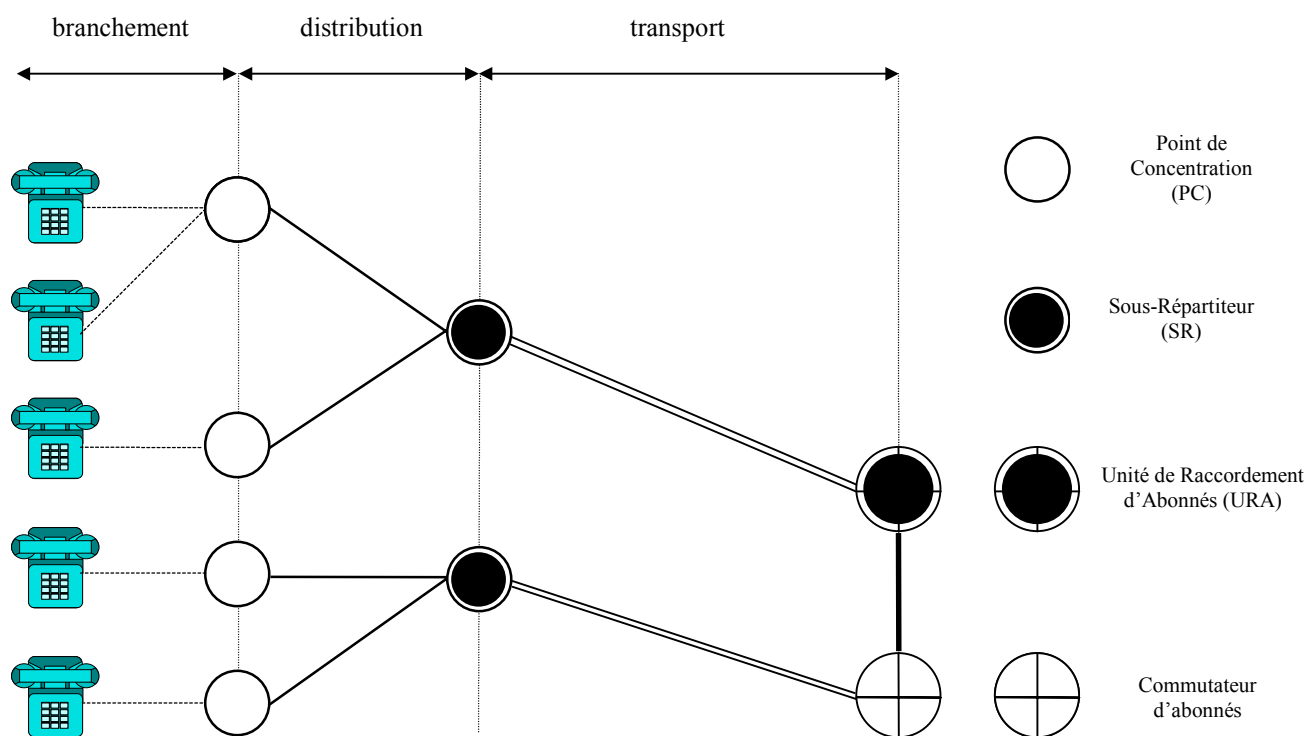 branchement
distribution
transport
Point de
Concentration
(PC)
Sous-Répartiteur
(SR)
Unité de Raccordement
d'Abonnés (URA)
Commutateur
d'abonnés